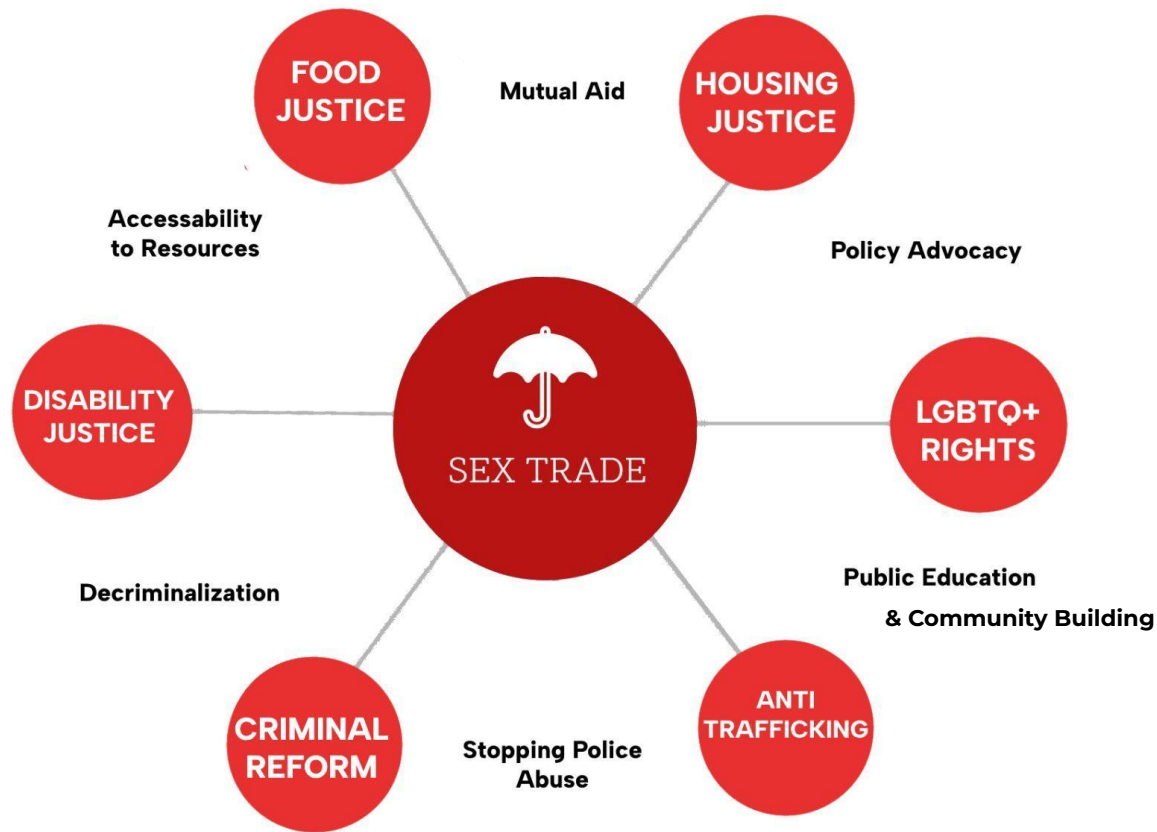 FOOD
JUSTICE
Mutual Aid
HOUSING
JUSTICE
Accessability
to Resources
Policy Advocacy
DISABILITY
JUSTICE
SEX TRADE
LGBTQ+
RIGHTS
Decriminalization
Public Education
& Community Building
CRIMINAL
REFORM
Stopping Police
Abuse
ANTI
TRAFFICKING